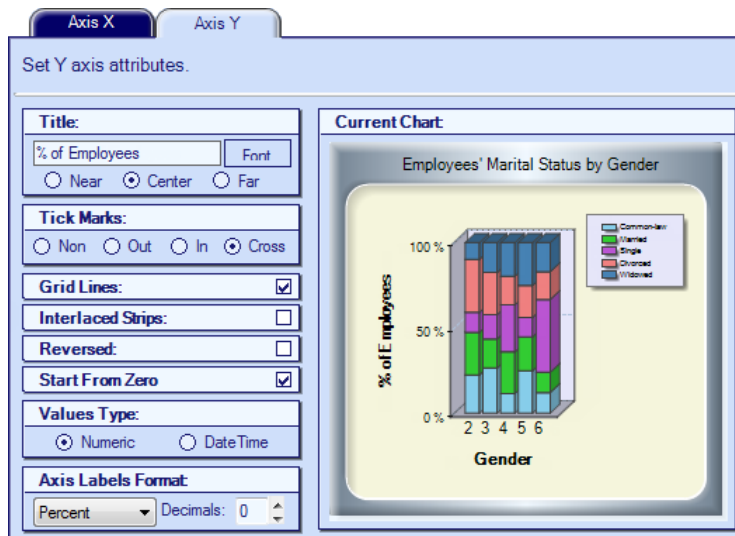 Axis X
Axis Y
Set Y axis attributes.
Title:
% of Employees
Font
Near
Center
Far
Tick Marks:
Non
Out
In
Cross
Grid Lines:
Interlaced Strips:
Reversed:
Start From Zero
Values Type:
Numeric
DateTime
Axis Labels Format:
Percent
Decimals:
0
Current Chart:
Employees' Marital Status by Gender
Common-law
Married
Single
Divorced
Widowed
100 %
50 %
0 %
% of Employees
2 3 4 5 6
Gender